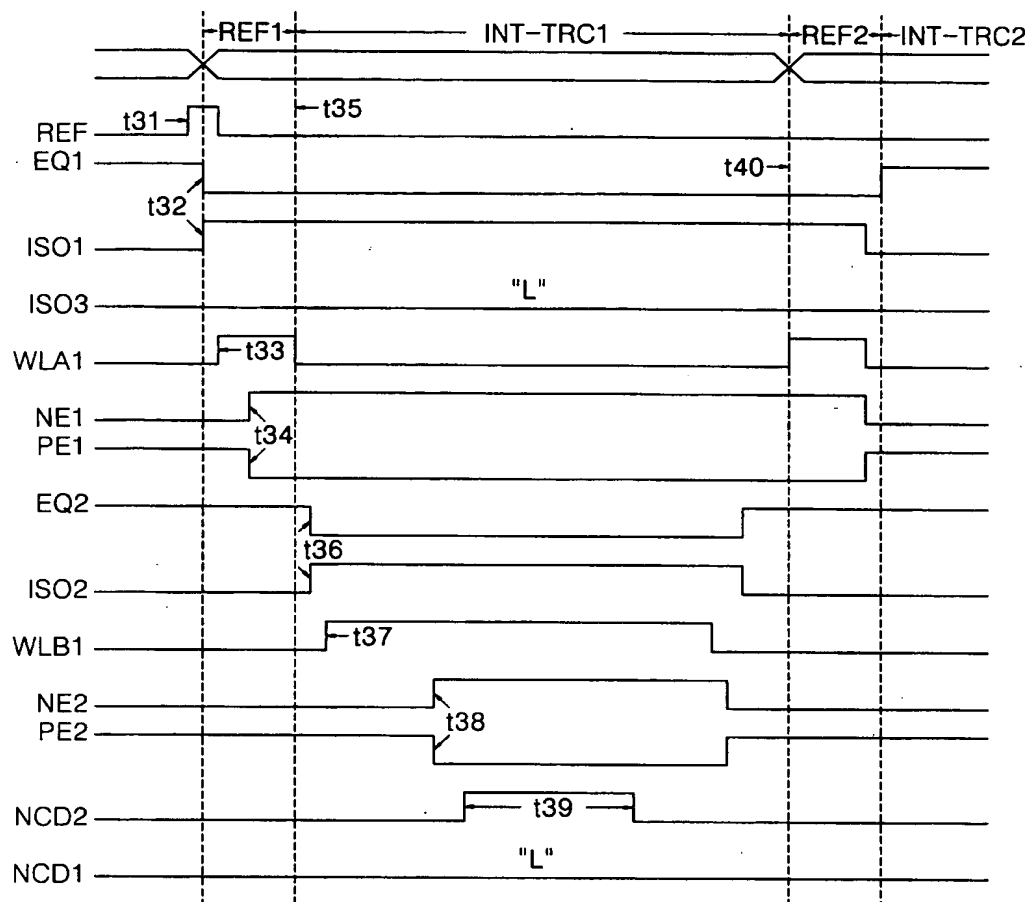 REF1 INT-TRC1 REF2 INT-TRC2
t31 t35
REF
EQ1
t40
t32
ISO1
"L"
ISO3
t33
WLA1
NE1
t34
PE1
EQ2
t36
ISO2
t37
WLB1
NE2
t38
PE2
t39
NCD2
"L"
NCD1